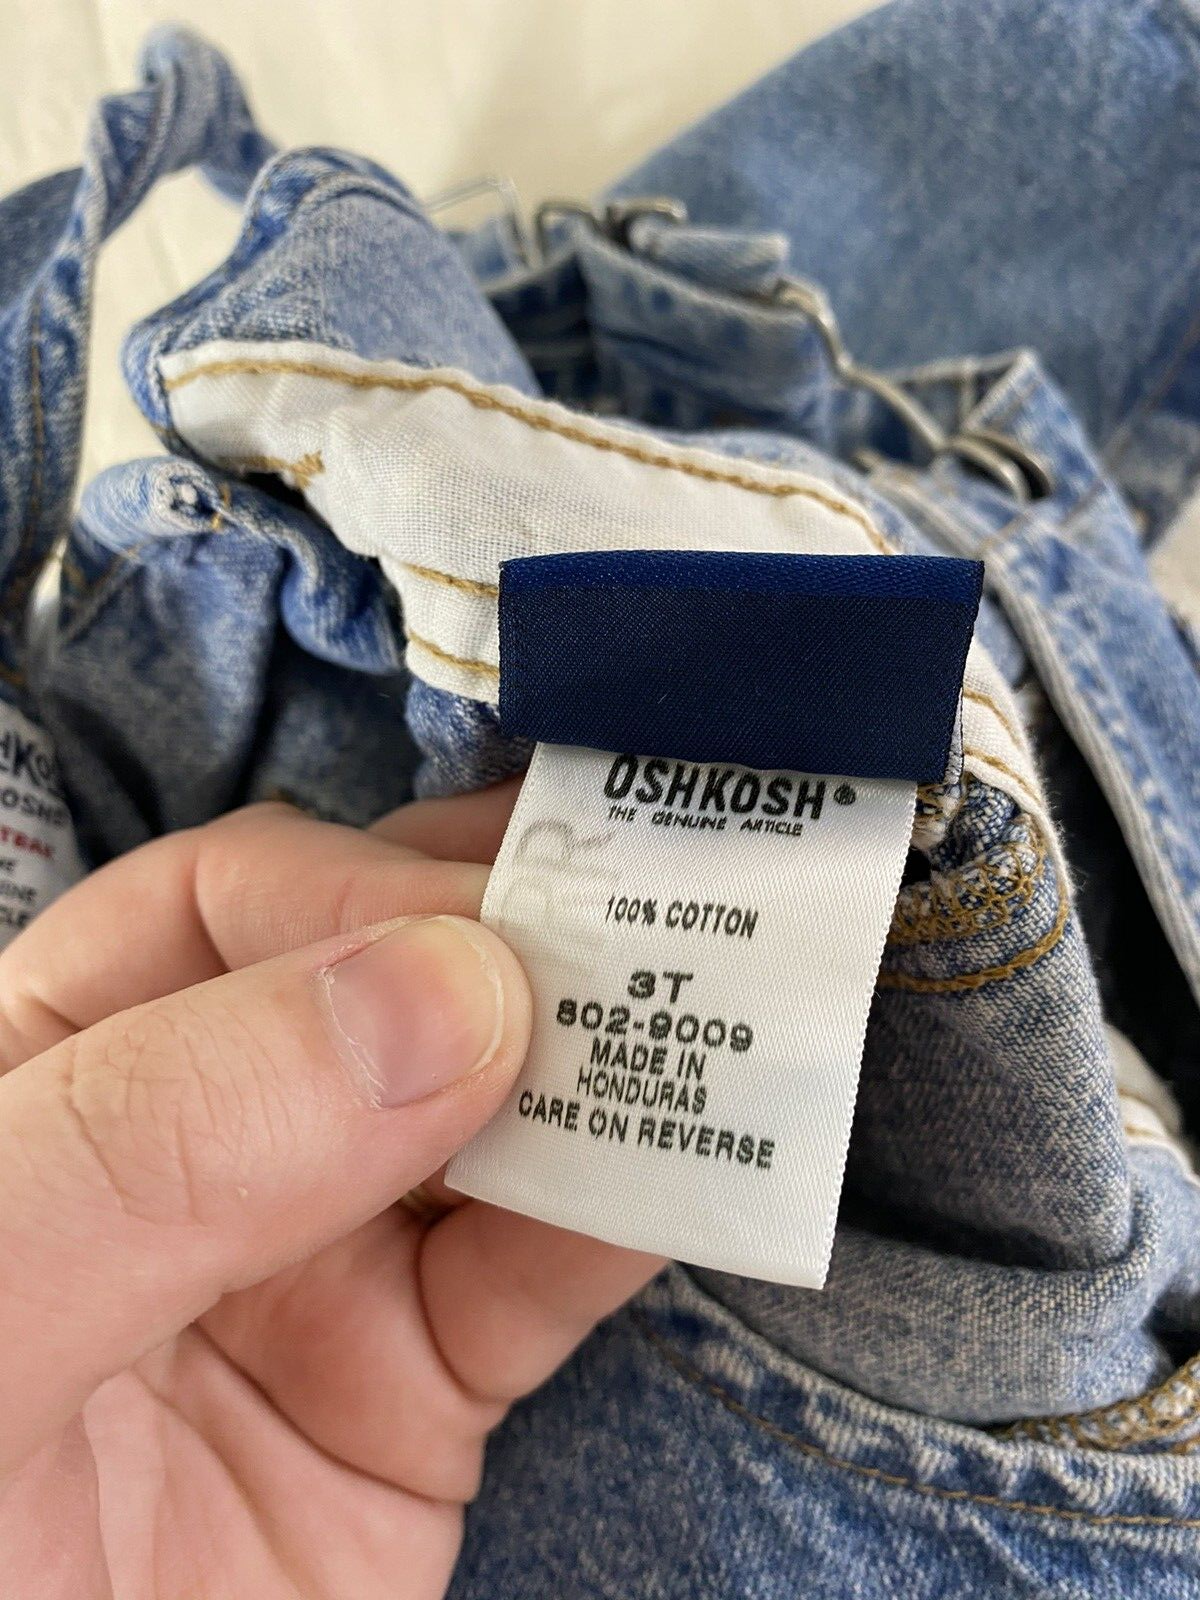 OSHKOSH®
THE GENUINE ARTICLE
100% COTTON
3T
802-9009
MADE IN
HONDURAS
CARE ON REVERSE